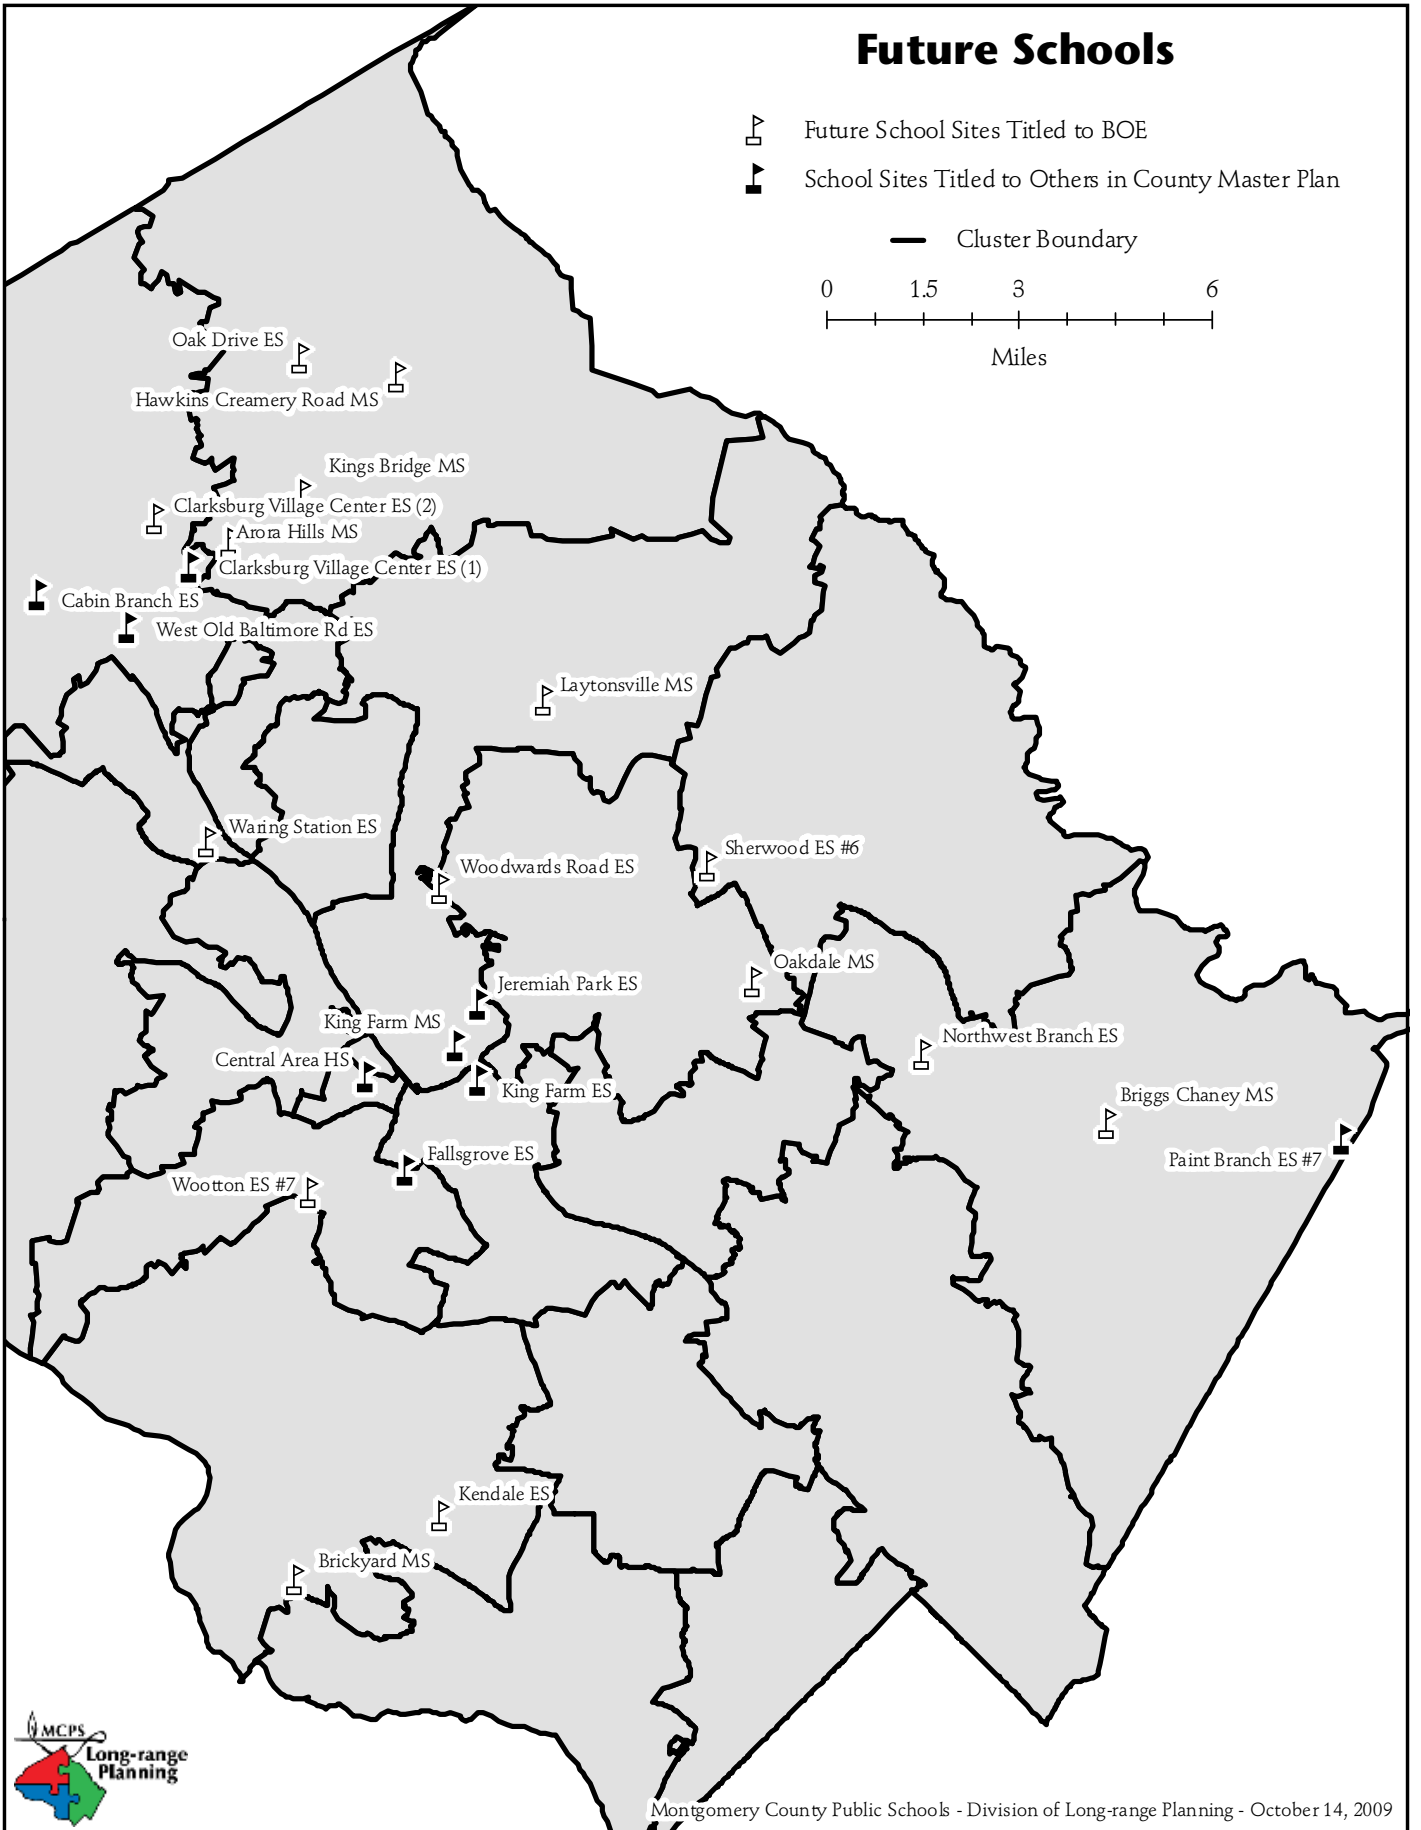 Future Schools
Future School Sites Titled to BOE
School Sites Titled to Others in County Master Plan
Cluster Boundary
0 1.5 3 6
Miles
Oak Drive ES
Hawkins Creamery Road MS
Kings Bridge MS
Clarksburg Village Center ES (2)
Arora Hills MS
Clarksburg Village Center ES (1)
Cabin Branch ES
West Old Baltimore Rd ES
Laytonsville MS
Waring Station ES
Sherwood ES #6
Woodwards Road ES
Oakdale MS
Jeremiah Park ES
King Farm MS
Northwest Branch ES
Central Area HS
King Farm ES
Briggs Chaney MS
Fallsgrove ES
Paint Branch ES #7
Wootton ES #7
Kendale ES
Brickyard MS
MCPS
Long-range
Planning
Montgomery County Public Schools - Division of Long-range Planning - October 14, 2009